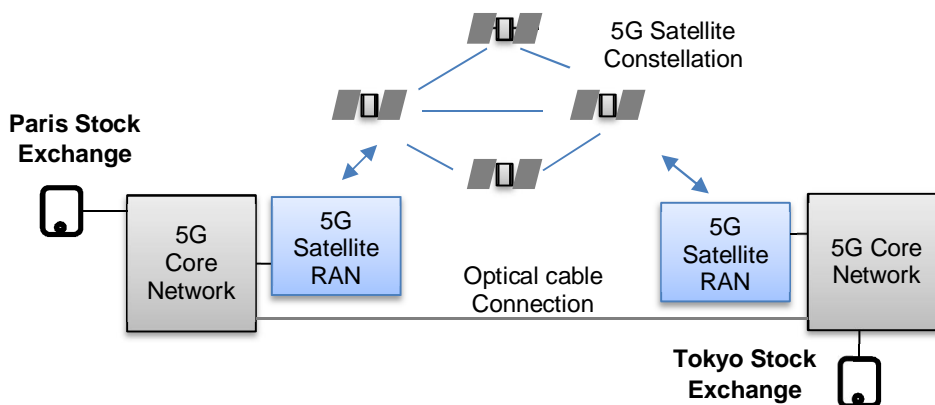 5G Satellite
Constellation
Paris Stock
Exchange
5G
Core
Network
5G
Satellite
RAN
Optical cable
Connection
5G
Satellite
RAN
5G Core
Network
Tokyo Stock
Exchange